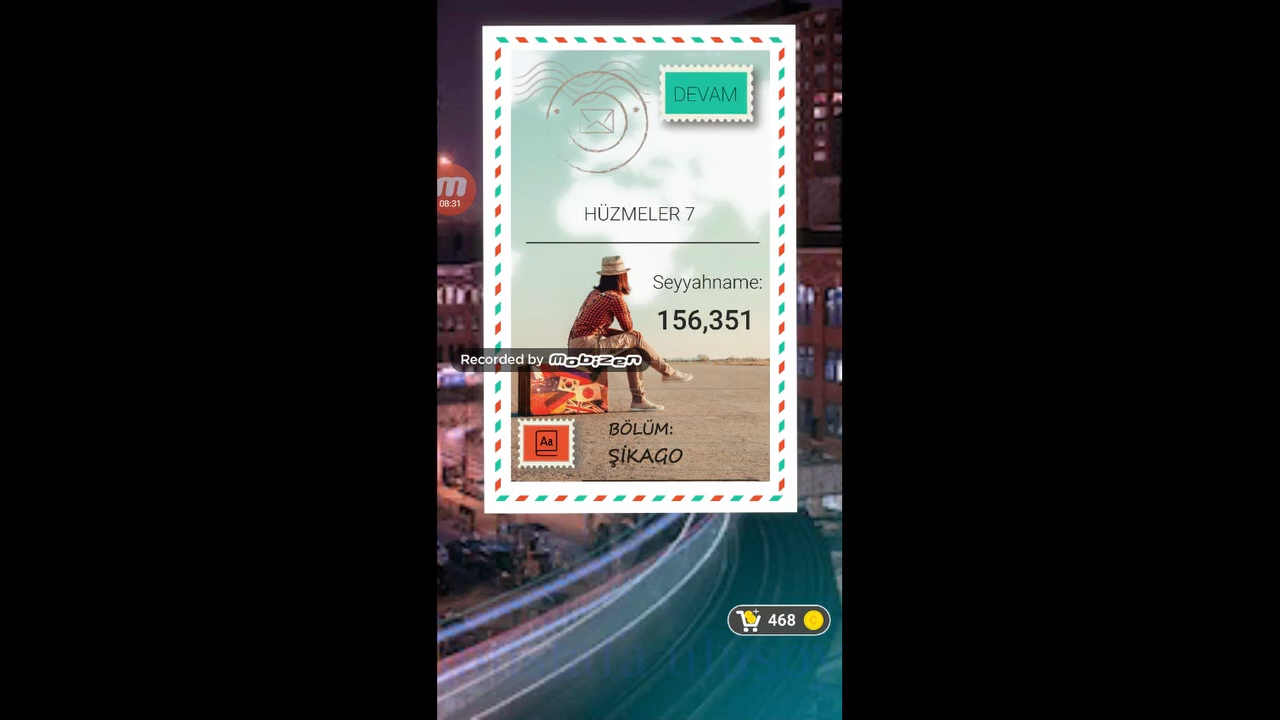 DEVAM
m
08:31
HÜZMELER 7
Seyyahname:
156,351
Recorded by mobizen
Aa
BÖLÜM:
ŞİKAGO
468